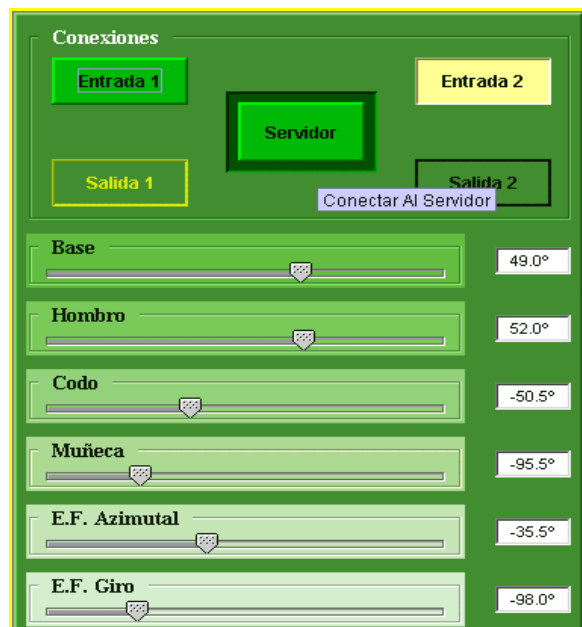 Conexiones
Entrada 1
Entrada 2
Servidor
Salida 1
Salida 2
Conectar Al Servidor
Base
49.0°
Hombro
52.0°
Codo
-50.5°
Muñeca
-95.5°
E.F. Azimutal
-35.5°
E.F. Giro
-98.0°